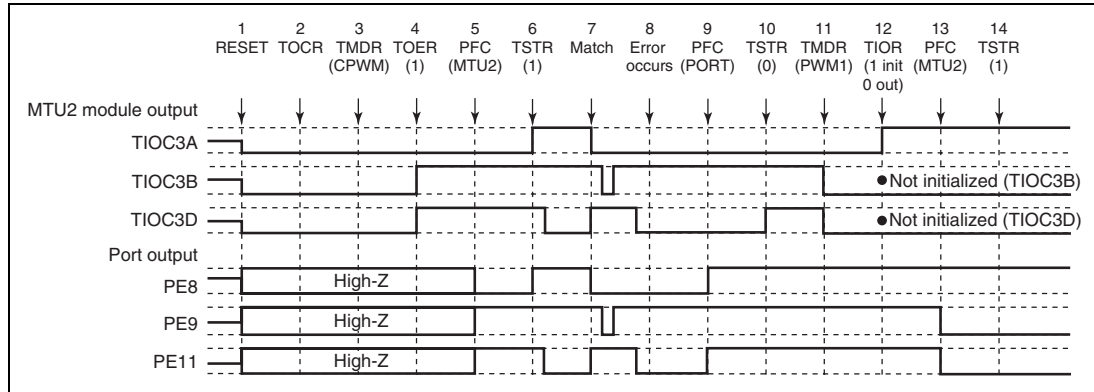 1 2 3 4 5 6 7 8 9 10 11 12 13 14
RESET TOCR TMDR TOER PFC TSTR Match Error PFC TSTR TMDR TIOR PFC TSTR
(CPWM) (1) (MTU2) (1) occurs (PORT) (0) (PWM1) (1 init (MTU2) (1)
0 out)
MTU2 module output
TIOC3A
TIOC3B ●Not initialized (TIOC3B)
TIOC3D ●Not initialized (TIOC3D)
Port output
PE8 High-Z
PE9 High-Z
PE11 High-Z